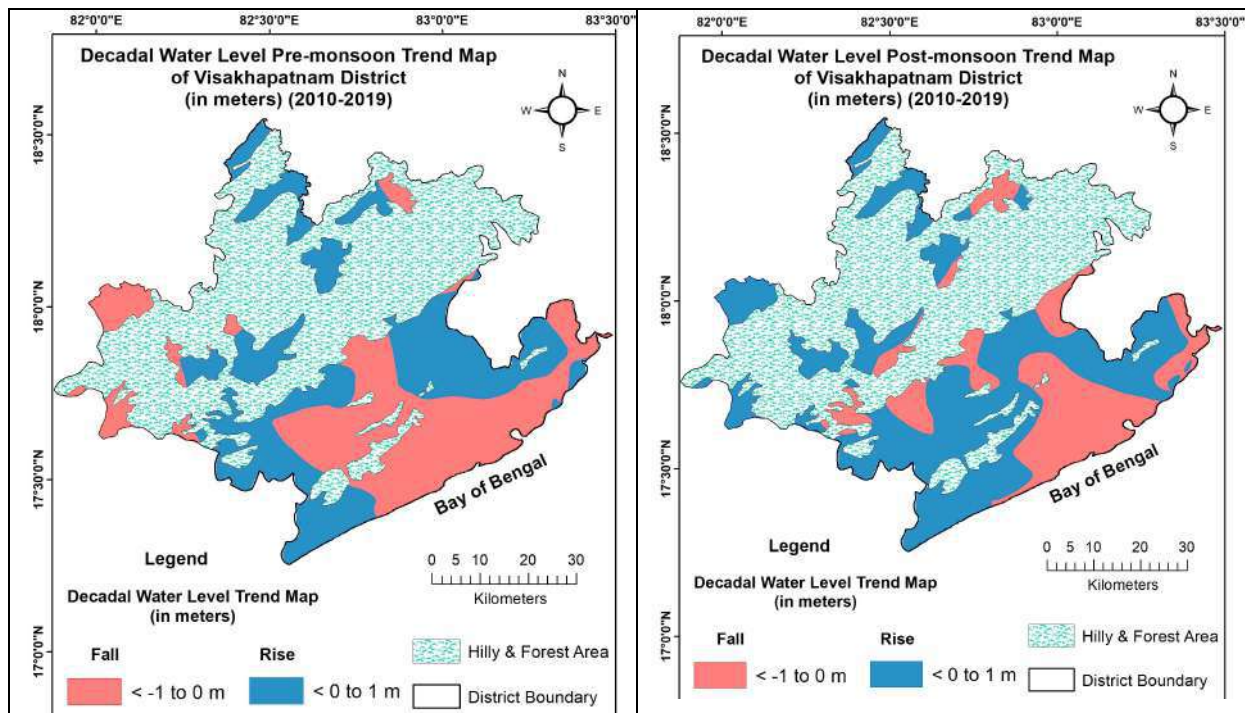 82°0'0"E 82°30'0"E 83°0'0"E 83°30'0"E
Decadal Water Level Pre-monsoon Trend Map
of Visakhapatnam District
(in meters) (2010-2019)
N
W E
S
18°30'0"N
18°0'0"N
17°30'0"N
17°0'0"N
Bay of Bengal
Legend
0 5 10 20 30
Kilometers
Decadal Water Level Trend Map
(in meters)
Fall Rise
< -1 to 0 m < 0 to 1 m
Hilly & Forest Area
District Boundary
82°0'0"E 82°30'0"E 83°0'0"E 83°30'0"E
Decadal Water Level Post-monsoon Trend Map
of Visakhapatnam District
(in meters) (2010-2019)
N
W E
S
18°30'0"N
18°0'0"N
17°30'0"N
17°0'0"N
Bay of Bengal
Legend
0 5 10 20 30
Kilometers
Decadal Water Level Trend Map
(in meters)
Fall Rise
< -1 to 0 m < 0 to 1 m
Hilly & Forest Area
District Boundary